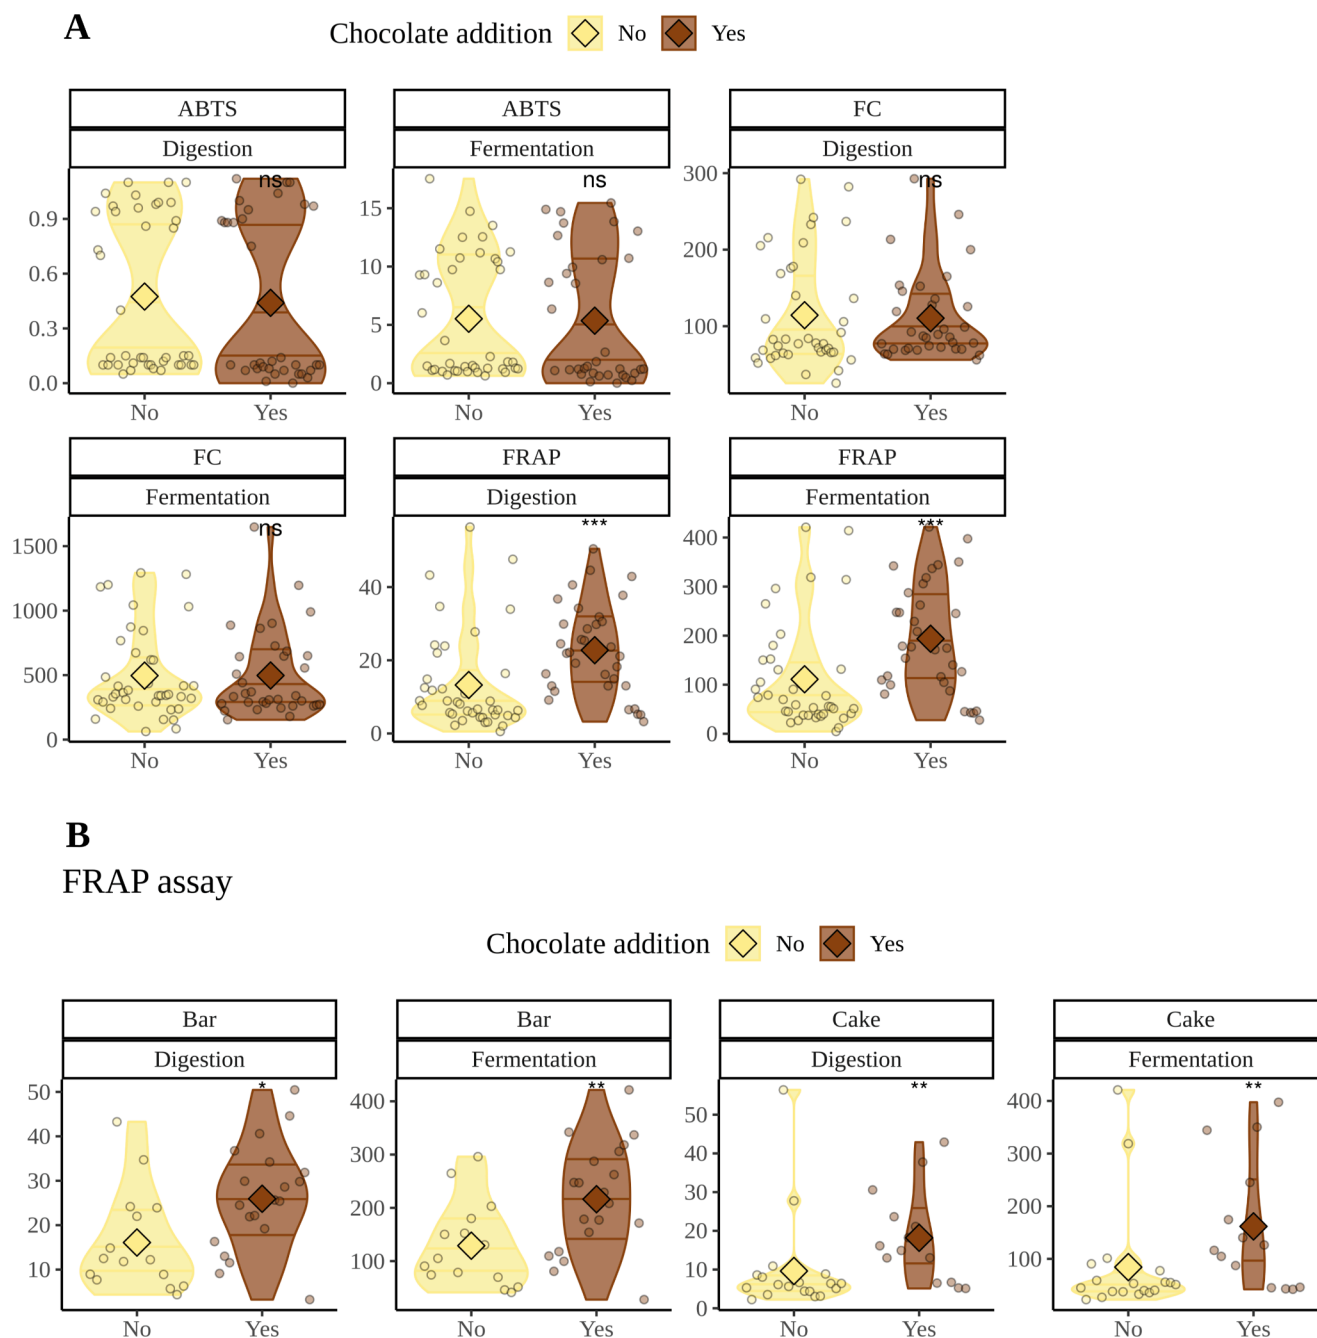 A
Chocolate addition No Yes
ABTS ABTS FC
Digestion Fermentation Digestion
ns ns ns
0.9 0.6 0.3 0.0
15 10 5 0
300 200 100
No Yes No Yes No Yes
FC FRAP FRAP
Fermentation Digestion Fermentation
ns *** ***
1500 1000 500 0
40 20 0
400 300 200 100 0
No Yes No Yes No Yes
B
FRAP assay
Chocolate addition No Yes
Bar Bar Cake Cake
Digestion Fermentation Digestion Fermentation
* ** ** **
50 40 30 20 10
400 300 200 100
50 40 30 20 10 0
400 300 200 100
No Yes No Yes No Yes No Yes